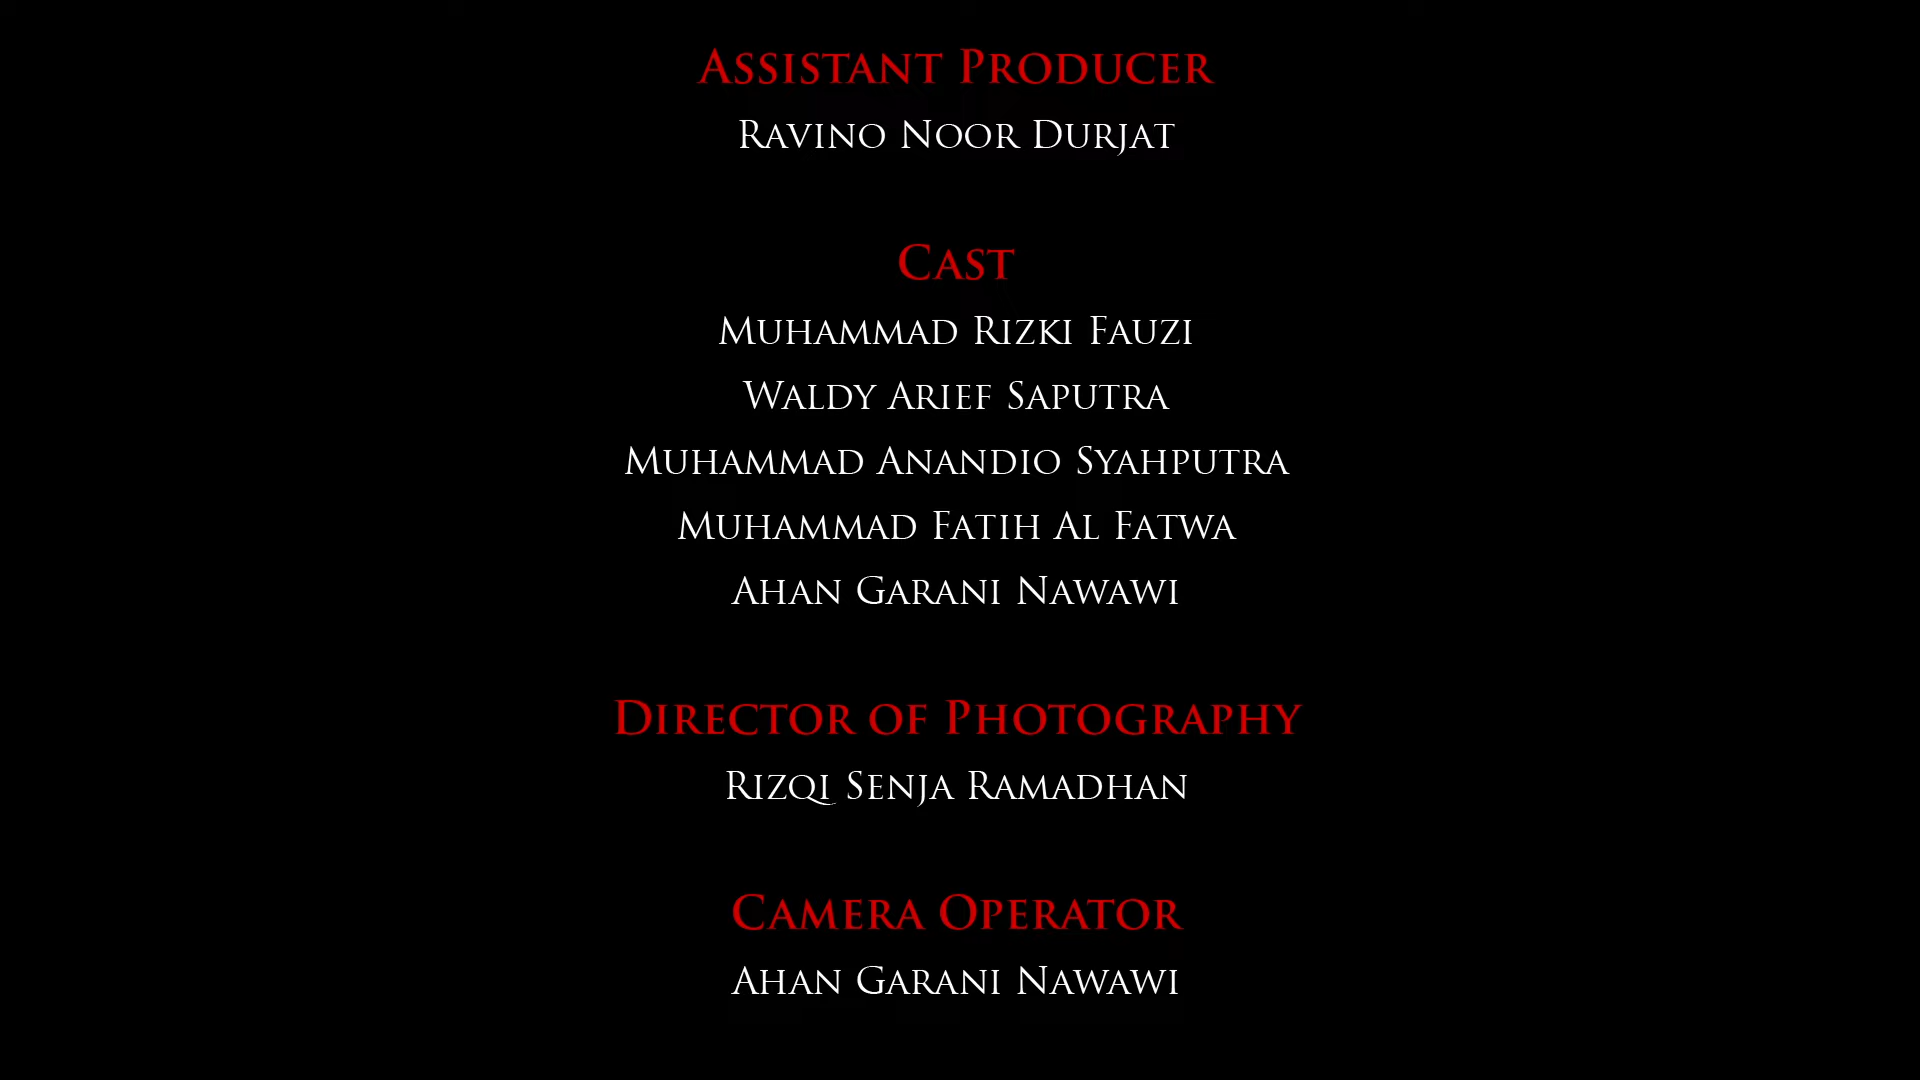 Assistant Producer
Ravino Noor Durjat
Cast
Muhammad Rizki Fauzi
Waldy Arief Saputra
Muhammad Anandio Syahputra
Muhammad Fatih Al Fatwa
Ahan Garani Nawawi
Director of Photography
Rizqi Senja Ramadhan
Camera Operator
Ahan Garani Nawawi